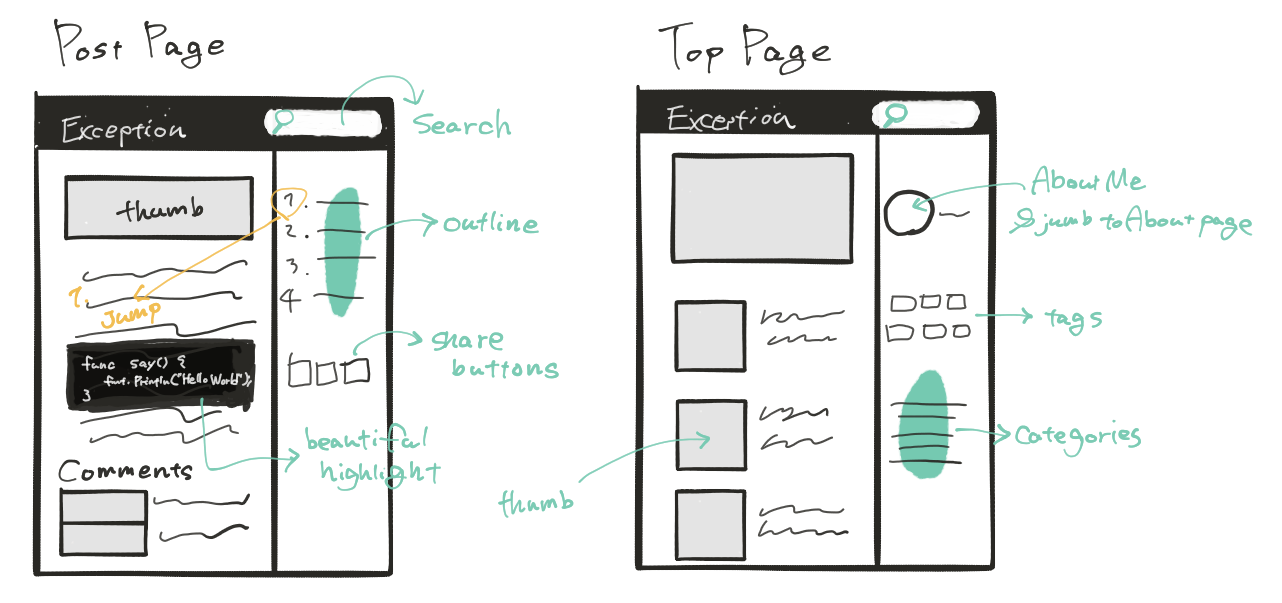 Post Page
Exception
Search
thumb
1.
2.
3.
4
outline
1.
Jump
func say() {
fmt.Println("Hello World");
}
share
buttons
beautiful
highlight
Comments
Top Page
Exception
About Me
& jump to About page
tags
Categories
thumb